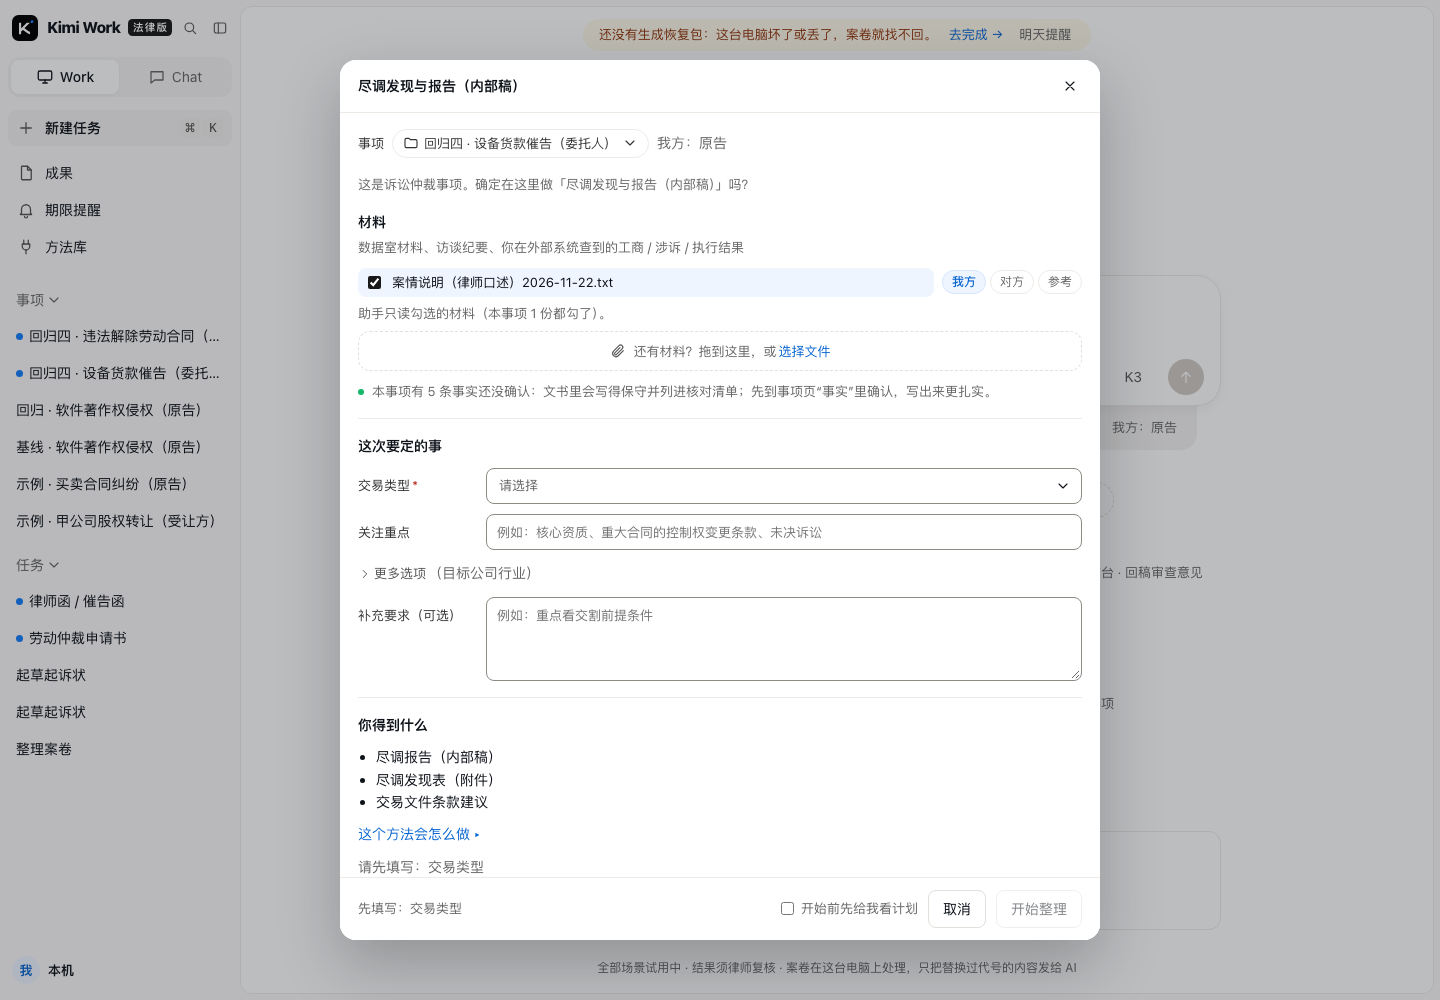 Kimi Work 法律版
Work
Chat
新建任务 ⌘ K
成果
期限提醒
方法库
事项
回归四 · 违法解除劳动合同（...
回归四 · 设备货款催告（委托...
回归 · 软件著作权侵权（原告）
基线 · 软件著作权侵权（原告）
示例 · 买卖合同纠纷（原告）
示例 · 甲公司股权转让（受让方）
任务
律师函 / 催告函
劳动仲裁申请书
起草起诉状
起草起诉状
整理案卷
我 本机
还没有生成恢复包：这台电脑坏了或丢了，案卷就找不回。 去完成 → 明天提醒
尽调发现与报告（内部稿）
事项 回归四 · 设备货款催告（委托人） 我方：原告
这是诉讼仲裁事项。确定在这里做「尽调发现与报告（内部稿）」吗？
材料
数据室材料、访谈纪要、你在外部系统查到的工商 / 涉诉 / 执行结果
案情说明（律师口述）2026-11-22.txt 我方 对方 参考
助手只读勾选的材料（本事项 1 份都勾了）。
还有材料？拖到这里，或选择文件
本事项有 5 条事实还没确认：文书里会写得保守并列进核对清单；先到事项页“事实”里确认，写出来更扎实。
这次要定的事
交易类型* 请选择
关注重点 例如：核心资质、重大合同的控制权变更条款、未决诉讼
更多选项 （目标公司行业）
补充要求（可选） 例如：重点看交割前提条件
你得到什么
• 尽调报告（内部稿）
• 尽调发现表（附件）
• 交易文件条款建议
这个方法会怎么做 ▸
请先填写：交易类型
先填写：交易类型 开始前先给我看计划 取消 开始整理
K3
我方：原告
台 · 回稿审查意见
项
全部场景试用中 · 结果须律师复核 · 案卷在这台电脑上处理，只把替换过代号的内容发给 AI